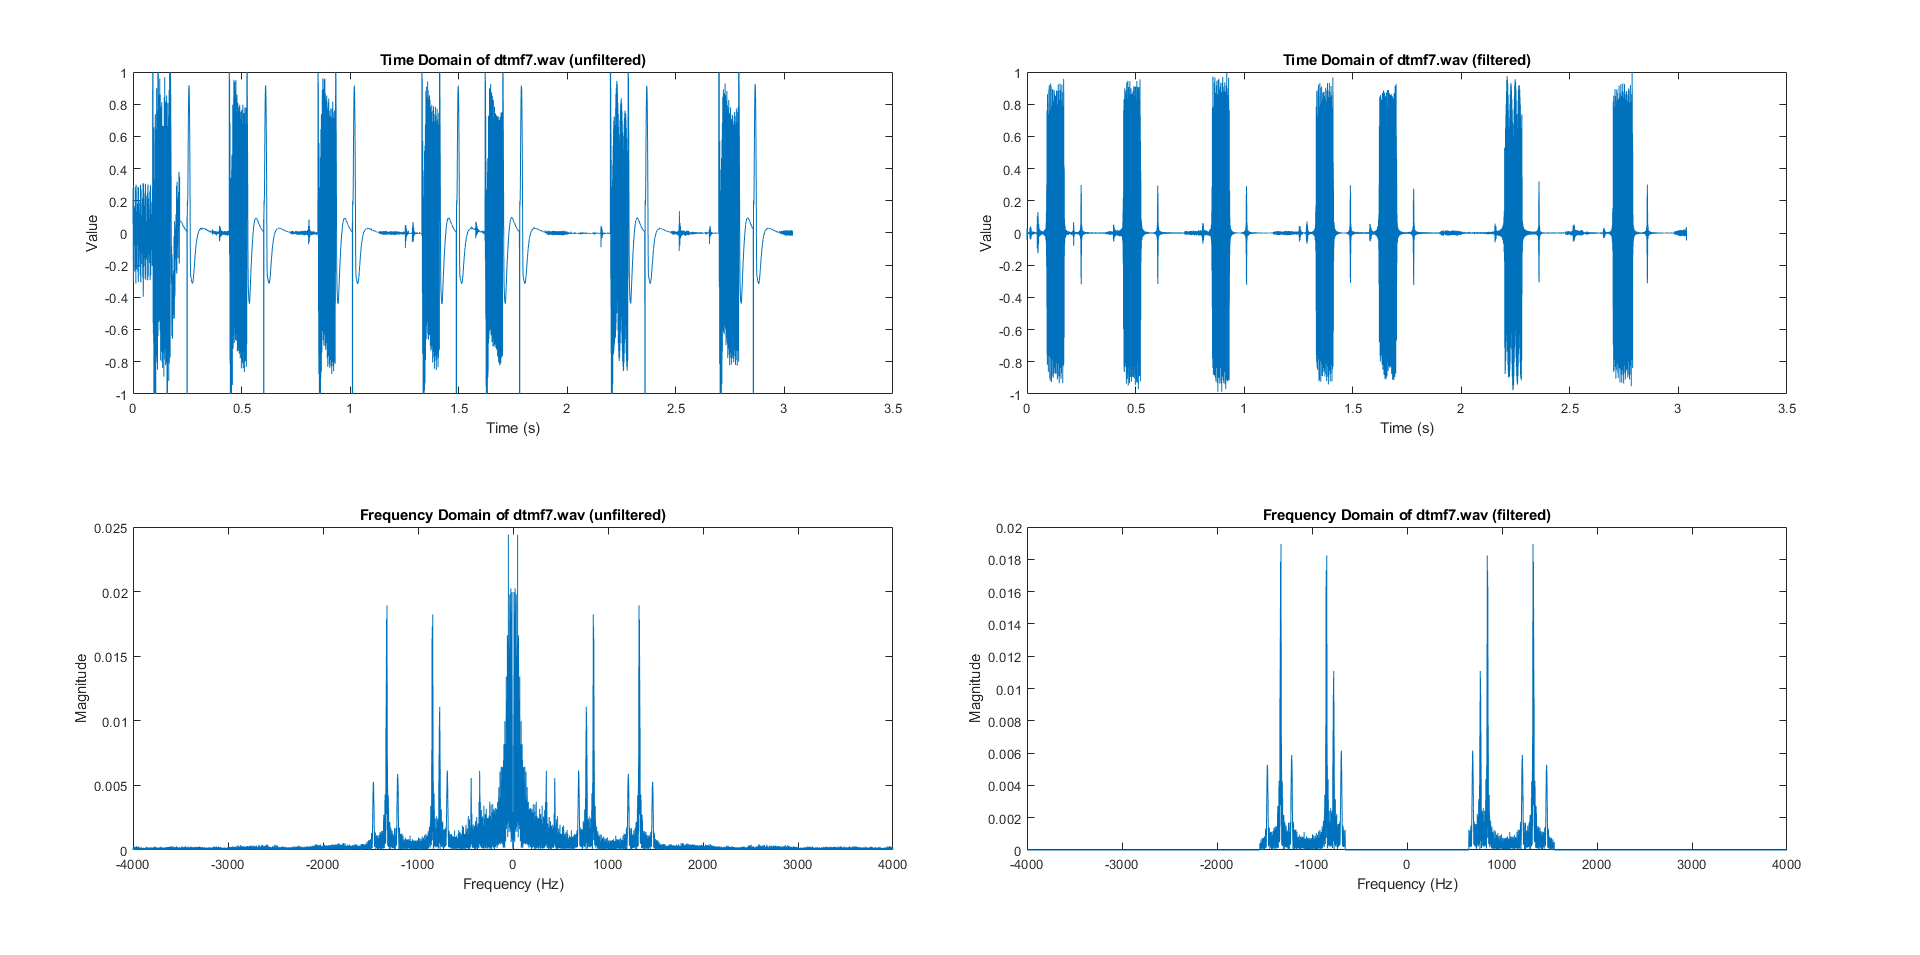 Time Domain of dtmf7.wav (unfiltered)
1
0.8
0.6
0.4
0.2
0
-0.2
-0.4
-0.6
-0.8
-1
Value
0 0.5 1 1.5 2 2.5 3 3.5
Time (s)
Time Domain of dtmf7.wav (filtered)
1
0.8
0.6
0.4
0.2
0
-0.2
-0.4
-0.6
-0.8
-1
Value
0 0.5 1 1.5 2 2.5 3 3.5
Time (s)
Frequency Domain of dtmf7.wav (unfiltered)
0.025
0.02
0.015
0.01
0.005
0
Magnitude
-4000 -3000 -2000 -1000 0 1000 2000 3000 4000
Frequency (Hz)
Frequency Domain of dtmf7.wav (filtered)
0.02
0.018
0.016
0.014
0.012
0.01
0.008
0.006
0.004
0.002
0
Magnitude
-4000 -3000 -2000 -1000 0 1000 2000 3000 4000
Frequency (Hz)